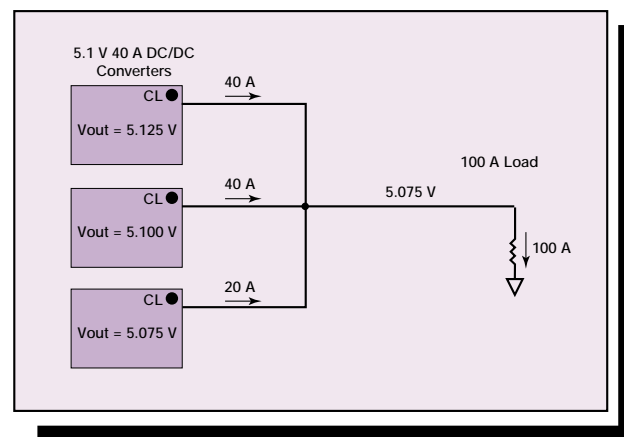 5.1 V 40 A DC/DC
Converters
CL
40 A
Vout = 5.125 V
100 A Load
CL
40 A
5.075 V
Vout = 5.100 V
100 A
CL
20 A
Vout = 5.075 V